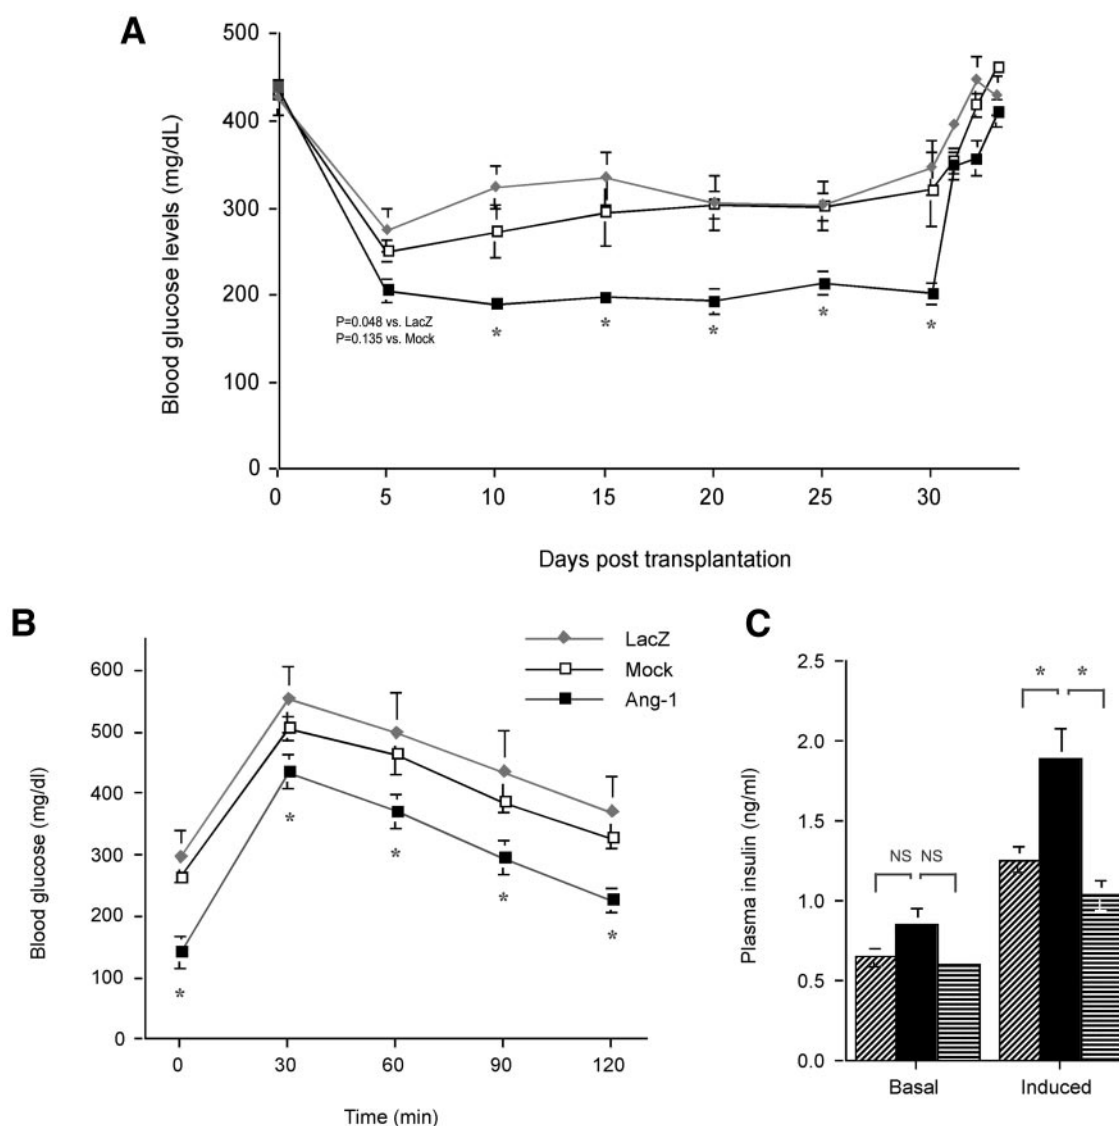 A
Blood glucose levels (mg/dL)
500
400
300
200
100
0
P=0.048 vs. LacZ
P=0.135 vs. Mock
*
*
*
*
*
0
5
10
15
20
25
30
Days post transplantation
B
Blood glucose (mg/dl)
600
500
400
300
200
100
0
LacZ
Mock
Ang-1
*
*
*
*
*
0
30
60
90
120
Time (min)
C
Plasma insulin (ng/ml)
2.5
2.0
1.5
1.0
0.5
0.0
NS
NS
*
*
Basal
Induced